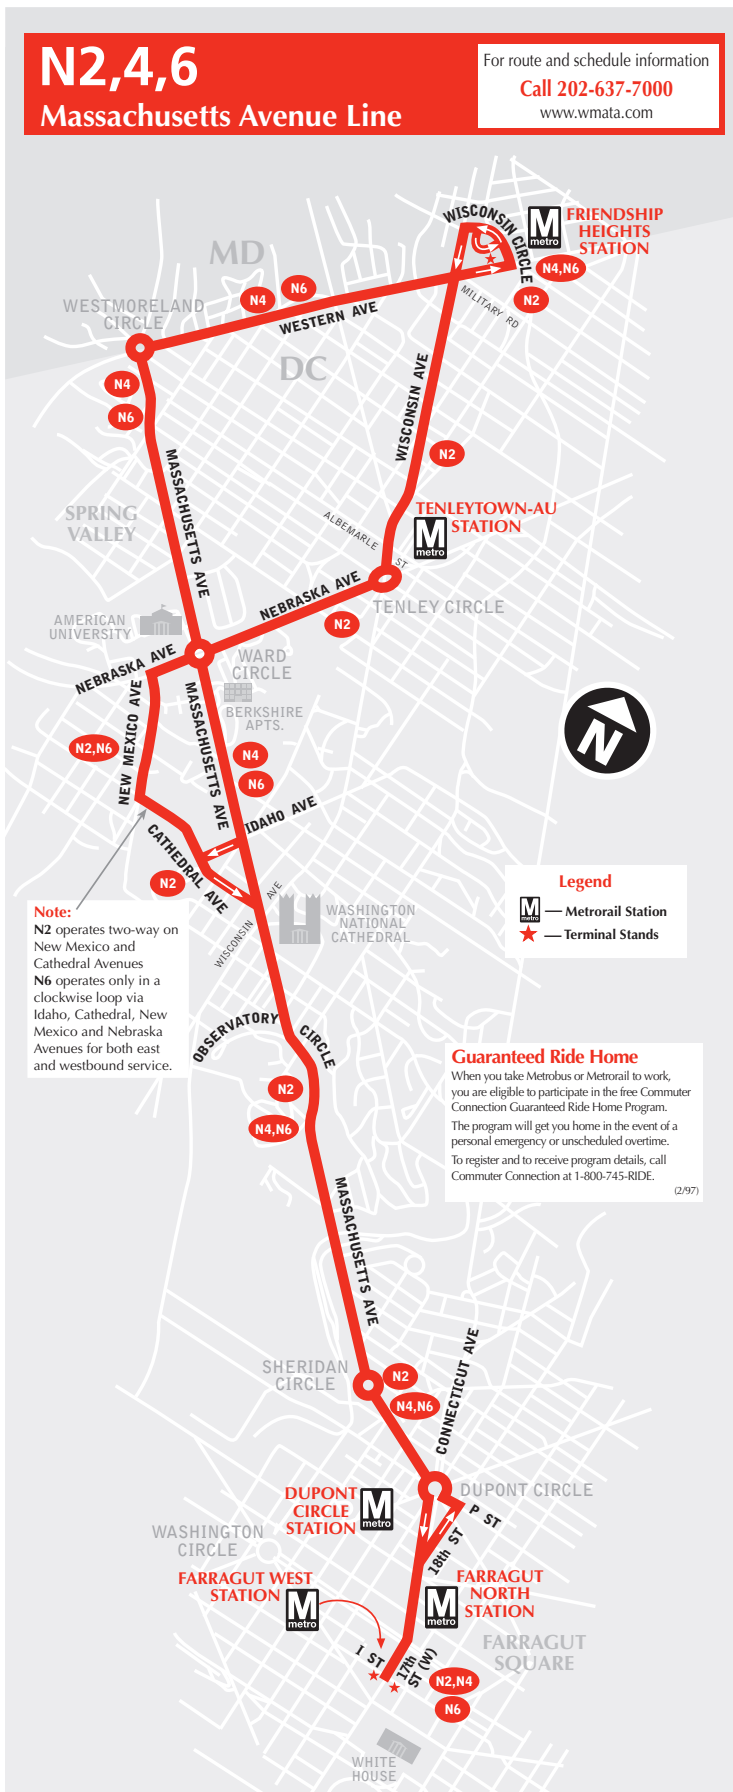 N2,4,6
Massachusetts Avenue Line
For route and schedule information
Call 202-637-7000
www.wmata.com
WISCONSIN CIRCLE
M
metro
FRIENDSHIP
HEIGHTS
STATION
N4,N6
N2
MD
N4
N6
WESTERN AVE
MILITARY RD
WESTMORELAND
CIRCLE
DC
N4
N6
WISCONSIN AVE
N2
MASSACHUSETTS AVE
SPRING
VALLEY
TENLEYTOWN-AU
STATION
M
metro
ALBEMARLE ST
NEBRASKA AVE
TENLEY CIRCLE
N2
AMERICAN
UNIVERSITY
NEBRASKA AVE
WARD
CIRCLE
BERKSHIRE
APTS.
MASSACHUSETTS AVE
NEW MEXICO AVE
N2,N6
N4
N6
N
IDAHO AVE
CATHEDRAL AVE
N2
WISCONSIN AVE
WASHINGTON
NATIONAL
CATHEDRAL
Legend
M
metro
— Metrorail Station
— Terminal Stands
Note:
N2 operates two-way on
New Mexico and
Cathedral Avenues
N6 operates only in a
clockwise loop via
Idaho, Cathedral, New
Mexico and Nebraska
Avenues for both east
and westbound service.
OBSERVATORY CIRCLE
N2
N4,N6
Guaranteed Ride Home
When you take Metrobus or Metrorail to work,
you are eligible to participate in the free Commuter
Connection Guaranteed Ride Home Program.
The program will get you home in the event of a
personal emergency or unscheduled overtime.
To register and to receive program details, call
Commuter Connection at 1-800-745-RIDE.
(2/97)
MASSACHUSETTS AVE
SHERIDAN
CIRCLE
N2
N4,N6
CONNECTICUT AVE
DUPONT CIRCLE
DUPONT
CIRCLE
STATION
M
metro
P ST
18th ST
WASHINGTON
CIRCLE
FARRAGUT WEST
STATION
M
metro
FARRAGUT
NORTH
STATION
M
metro
FARRAGUT
SQUARE
I ST
17th
ST (W)
N2,N4
N6
WHITE
HOUSE